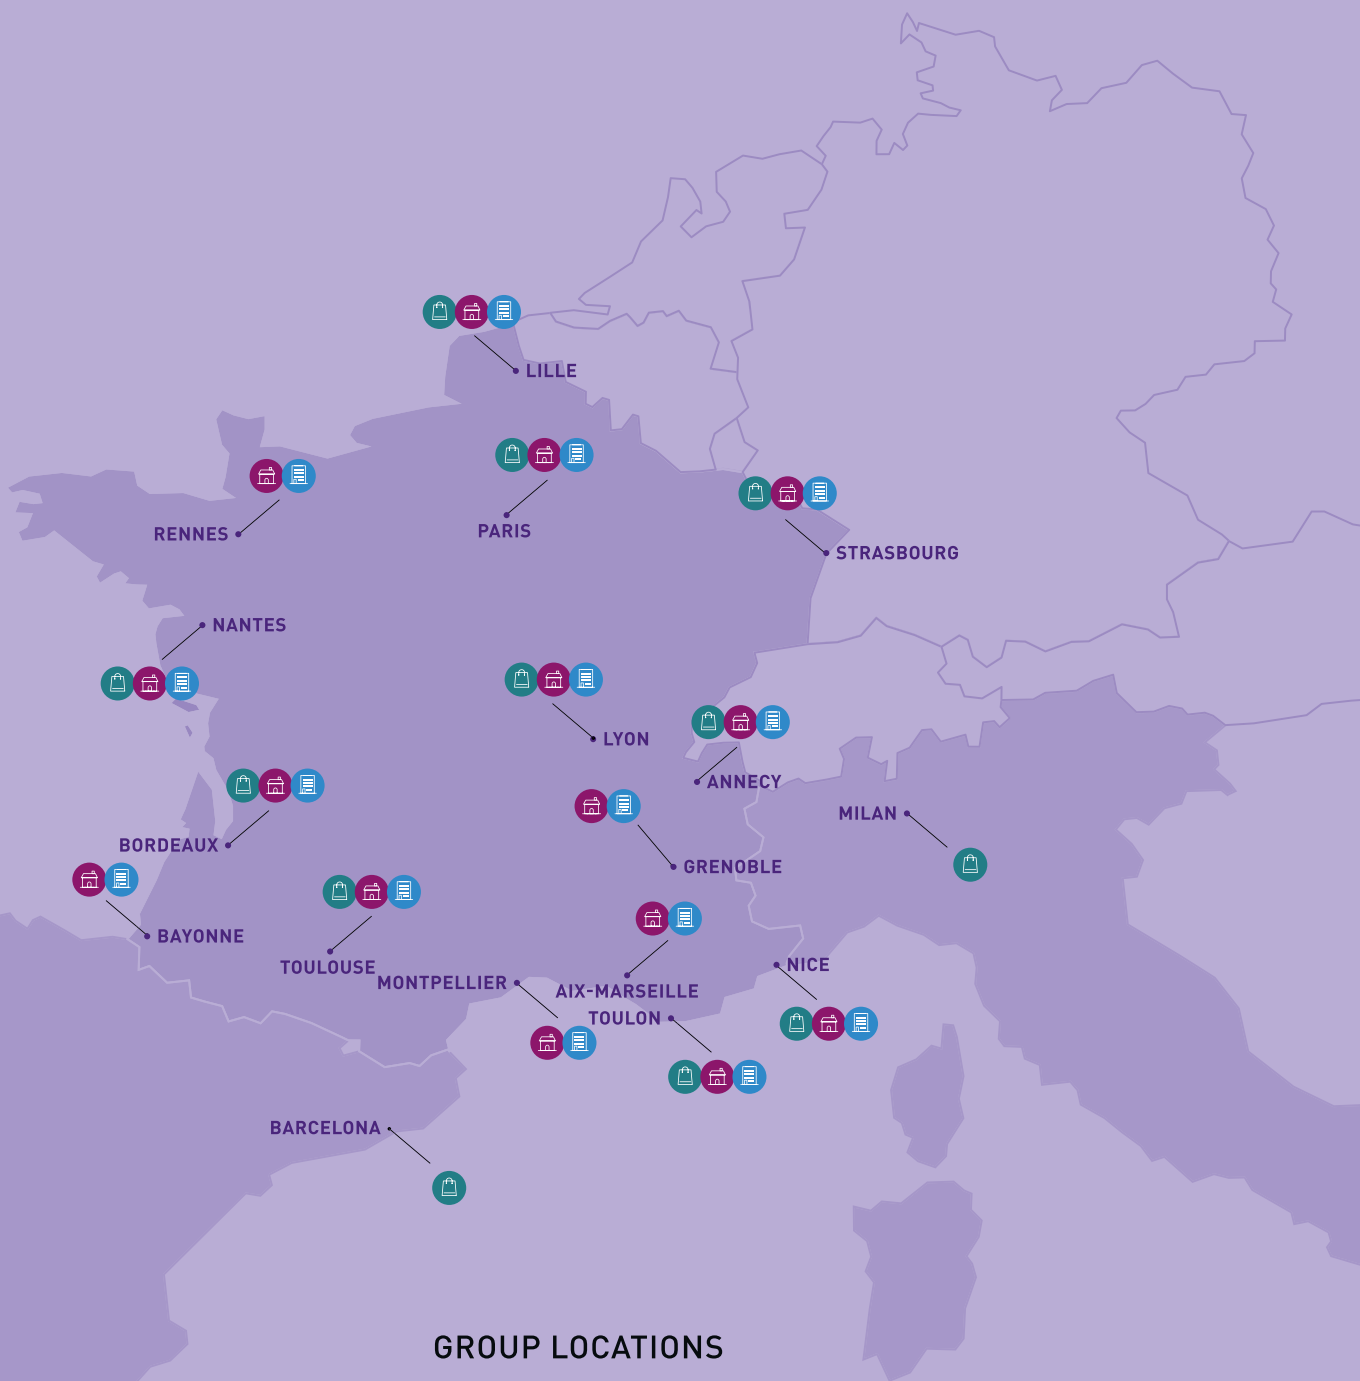 LILLE
PARIS
RENNES
STRASBOURG
NANTES
LYON
ANNECY
MILAN
BORDEAUX
GRENOBLE
BAYONNE
TOULOUSE
NICE
MONTPELLIER
AIX-MARSEILLE
TOULON
BARCELONA
GROUP LOCATIONS